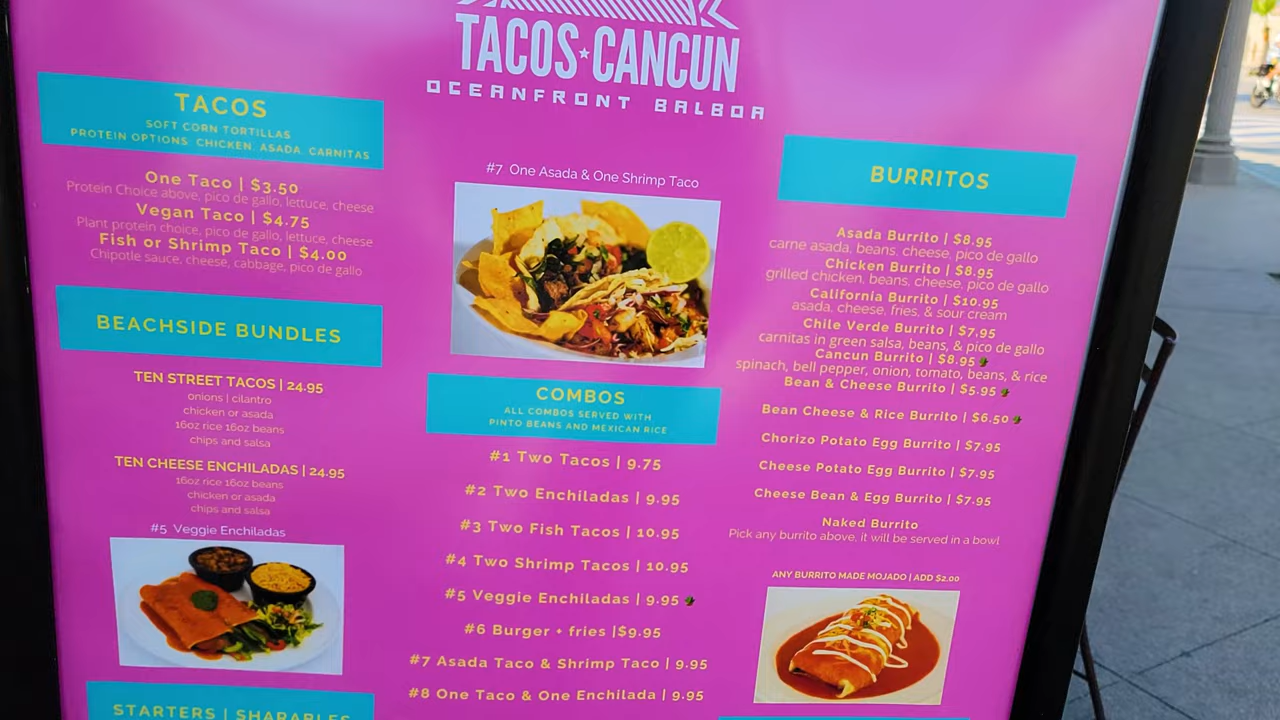 TACOS★CANCUN
OCEANFRONT BALBOA
TACOS
SOFT CORN TORTILLAS
PROTEIN OPTIONS: CHICKEN, ASADA, CARNITAS
One Taco | $3.50
Protein Choice above, pico de gallo, lettuce, cheese
Vegan Taco | $4.75
Plant protein choice, pico de gallo, lettuce, cheese
Fish or Shrimp Taco | $4.00
Chipotle sauce, cheese, cabbage, pico de gallo
BEACHSIDE BUNDLES
TEN STREET TACOS | 24.95
onions | cilantro
chicken or asada
16oz rice 16oz beans
chips and salsa
TEN CHEESE ENCHILADAS | 24.95
16oz rice 16oz beans
chicken or asada
chips and salsa
#5 Veggie Enchiladas
STARTERS | SHARABLES
#7 One Asada & One Shrimp Taco
COMBOS
ALL COMBOS SERVED WITH
PINTO BEANS AND MEXICAN RICE
#1 Two Tacos | 9.75
#2 Two Enchiladas | 9.95
#3 Two Fish Tacos | 10.95
#4 Two Shrimp Tacos | 10.95
#5 Veggie Enchiladas | 9.95
#6 Burger + fries |$9.95
#7 Asada Taco & Shrimp Taco | 9.95
#8 One Taco & One Enchilada | 9.95
BURRITOS
Asada Burrito | $8.95
carne asada, beans, cheese, pico de gallo
Chicken Burrito | $8.95
grilled chicken, beans, cheese, pico de gallo
California Burrito | $10.95
asada, cheese, fries, & sour cream
Chile Verde Burrito | $7.95
carnitas in green salsa, beans, & pico de gallo
Cancun Burrito | $8.95
spinach, bell pepper, onion, tomato, beans, & rice
Bean & Cheese Burrito | $5.95
Bean Cheese & Rice Burrito | $6.50
Chorizo Potato Egg Burrito | $7.95
Cheese Potato Egg Burrito | $7.95
Cheese Bean & Egg Burrito | $7.95
Naked Burrito
Pick any burrito above, it will be served in a bowl
ANY BURRITO MADE MOJADO | ADD $2.00